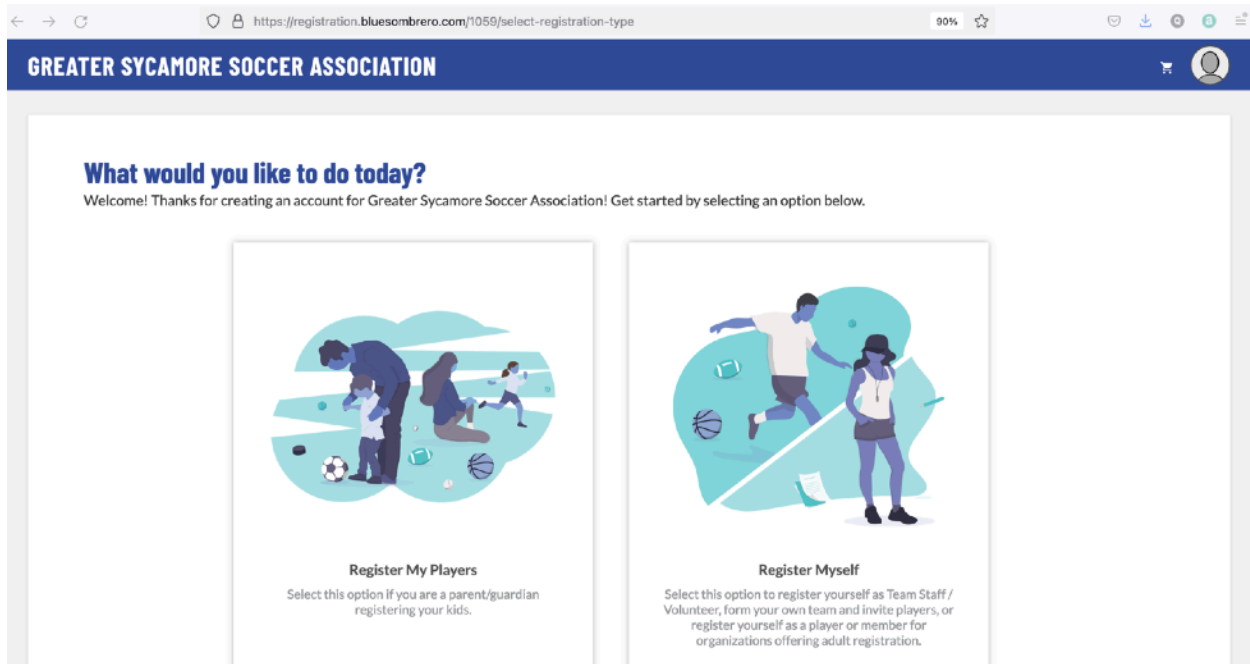 https://registration.bluesombrero.com/1059/select-registration-type
90%
GREATER SYCAMORE SOCCER ASSOCIATION
What would you like to do today?
Welcome! Thanks for creating an account for Greater Sycamore Soccer Association! Get started by selecting an option below.
Register My Players
Select this option if you are a parent/guardian
registering your kids.
Register Myself
Select this option to register yourself as Team Staff /
Volunteer, form your own team and invite players, or
register yourself as a player or member for
organizations offering adult registration.